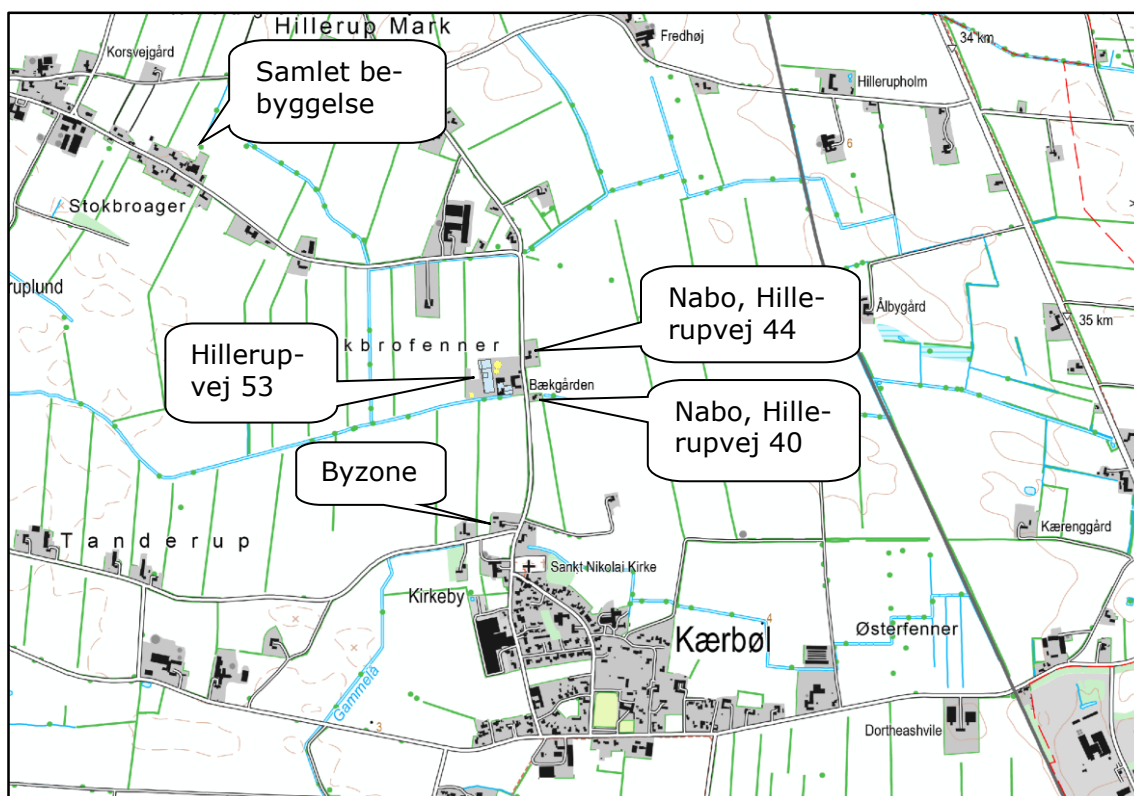 Hillerup Mark
Korsvejgård
Fredhøj
34 km
Samlet be-
byggelse
Hillerupholm
6
Stokbroager
ruplund
Nabo, Hille-
rupvej 44
Ålbygård
35 km
Hillerup-
vej 53
kbrofenner
Bækgården
Nabo, Hille-
rupvej 40
Byzone
Kærenggård
Tanderup
Sankt Nikolai Kirke
Kirkeby
4
Kærbøl
Østerfenner
Gammelå
3
Dortheashvile